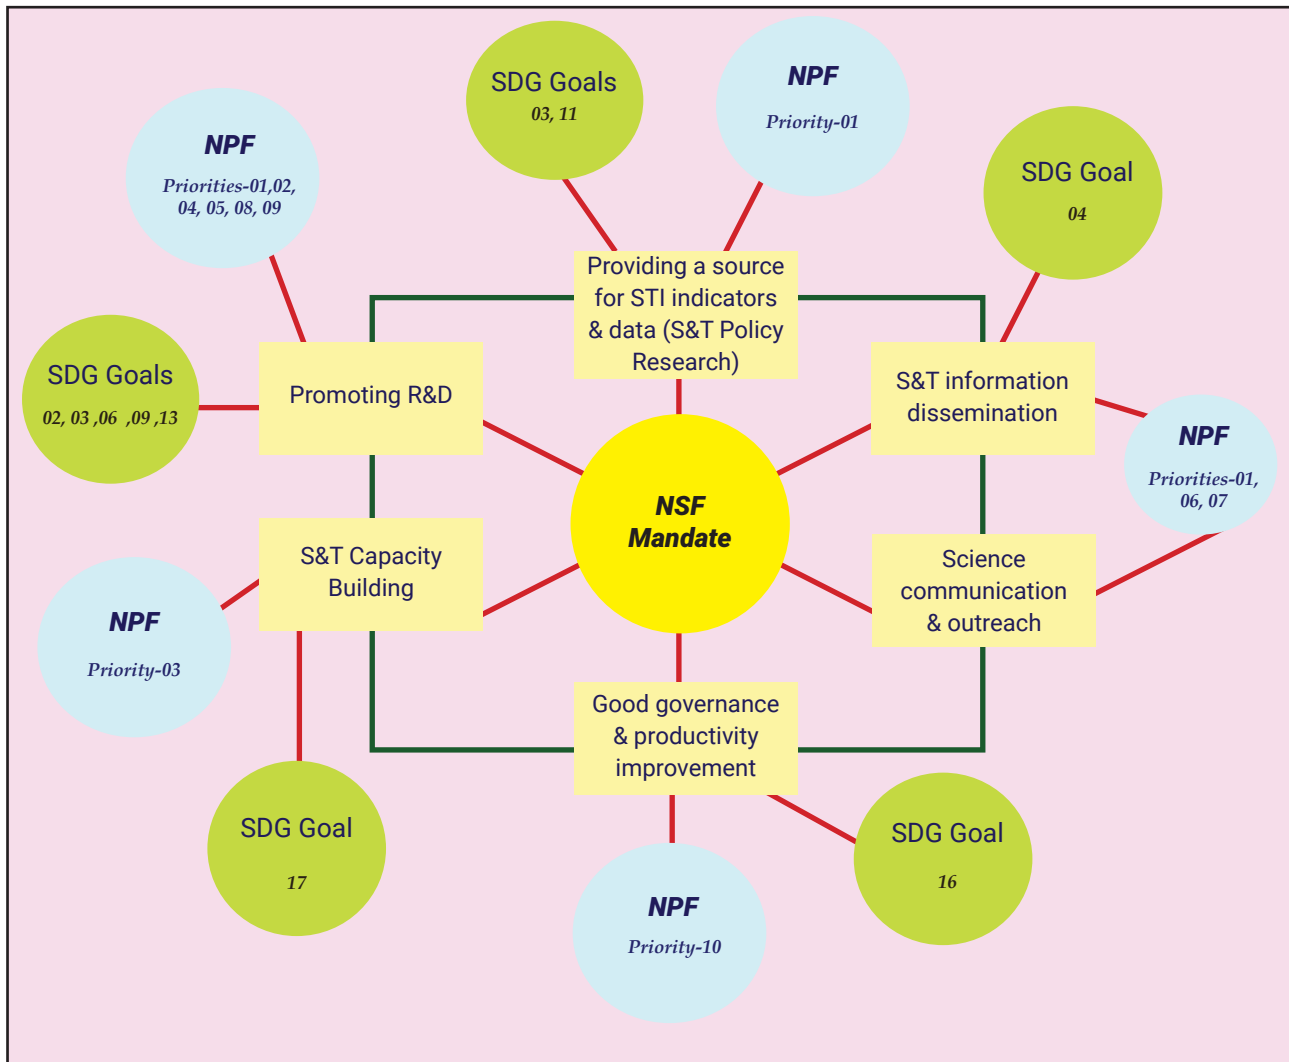 SDG Goals
03, 11
NPF
Priority-01
NPF
Priorities-01,02,
04, 05, 08, 09
SDG Goal
04
Providing a source
for STI indicators
& data (S&T Policy
Research)
SDG Goals
02, 03 ,06 ,09 ,13
Promoting R&D
S&T information
dissemination
NPF
Priorities-01,
06, 07
NSF
Mandate
S&T Capacity
Building
Science
communication
& outreach
NPF
Priority-03
Good governance
& productivity
improvement
SDG Goal
17
SDG Goal
16
NPF
Priority-10